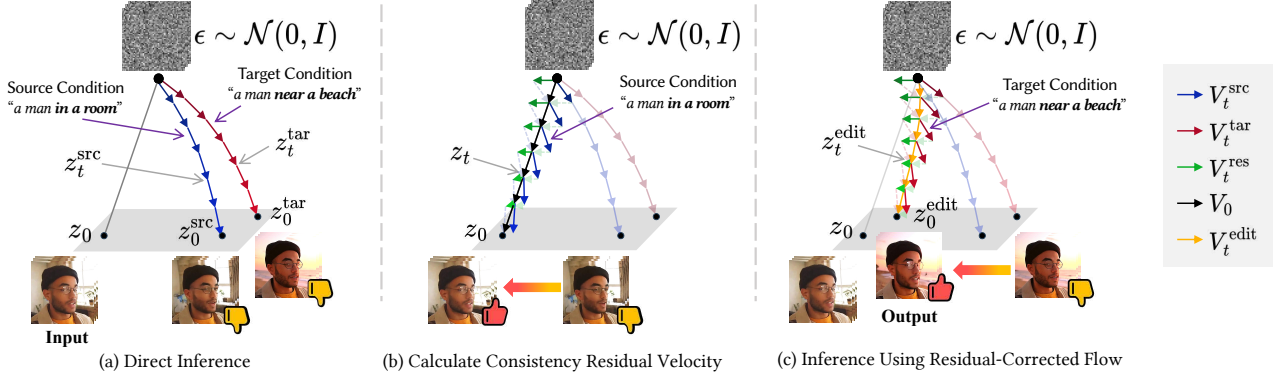 ϵ ∼ 𝒩(0, I)
Source Condition
“a man in a room”
Target Condition
“a man near a beach”
z_t^src
z_t^tar
z_0
z_0^src
z_0^tar
Input
(a) Direct Inference
ϵ ∼ 𝒩(0, I)
Source Condition
“a man in a room”
z_t
z_0
(b) Calculate Consistency Residual Velocity
ϵ ∼ 𝒩(0, I)
Target Condition
“a man near a beach”
z_t^edit
z_0^edit
z_0
Output
(c) Inference Using Residual-Corrected Flow
V_t^src
V_t^tar
V_t^res
V_0
V_t^edit